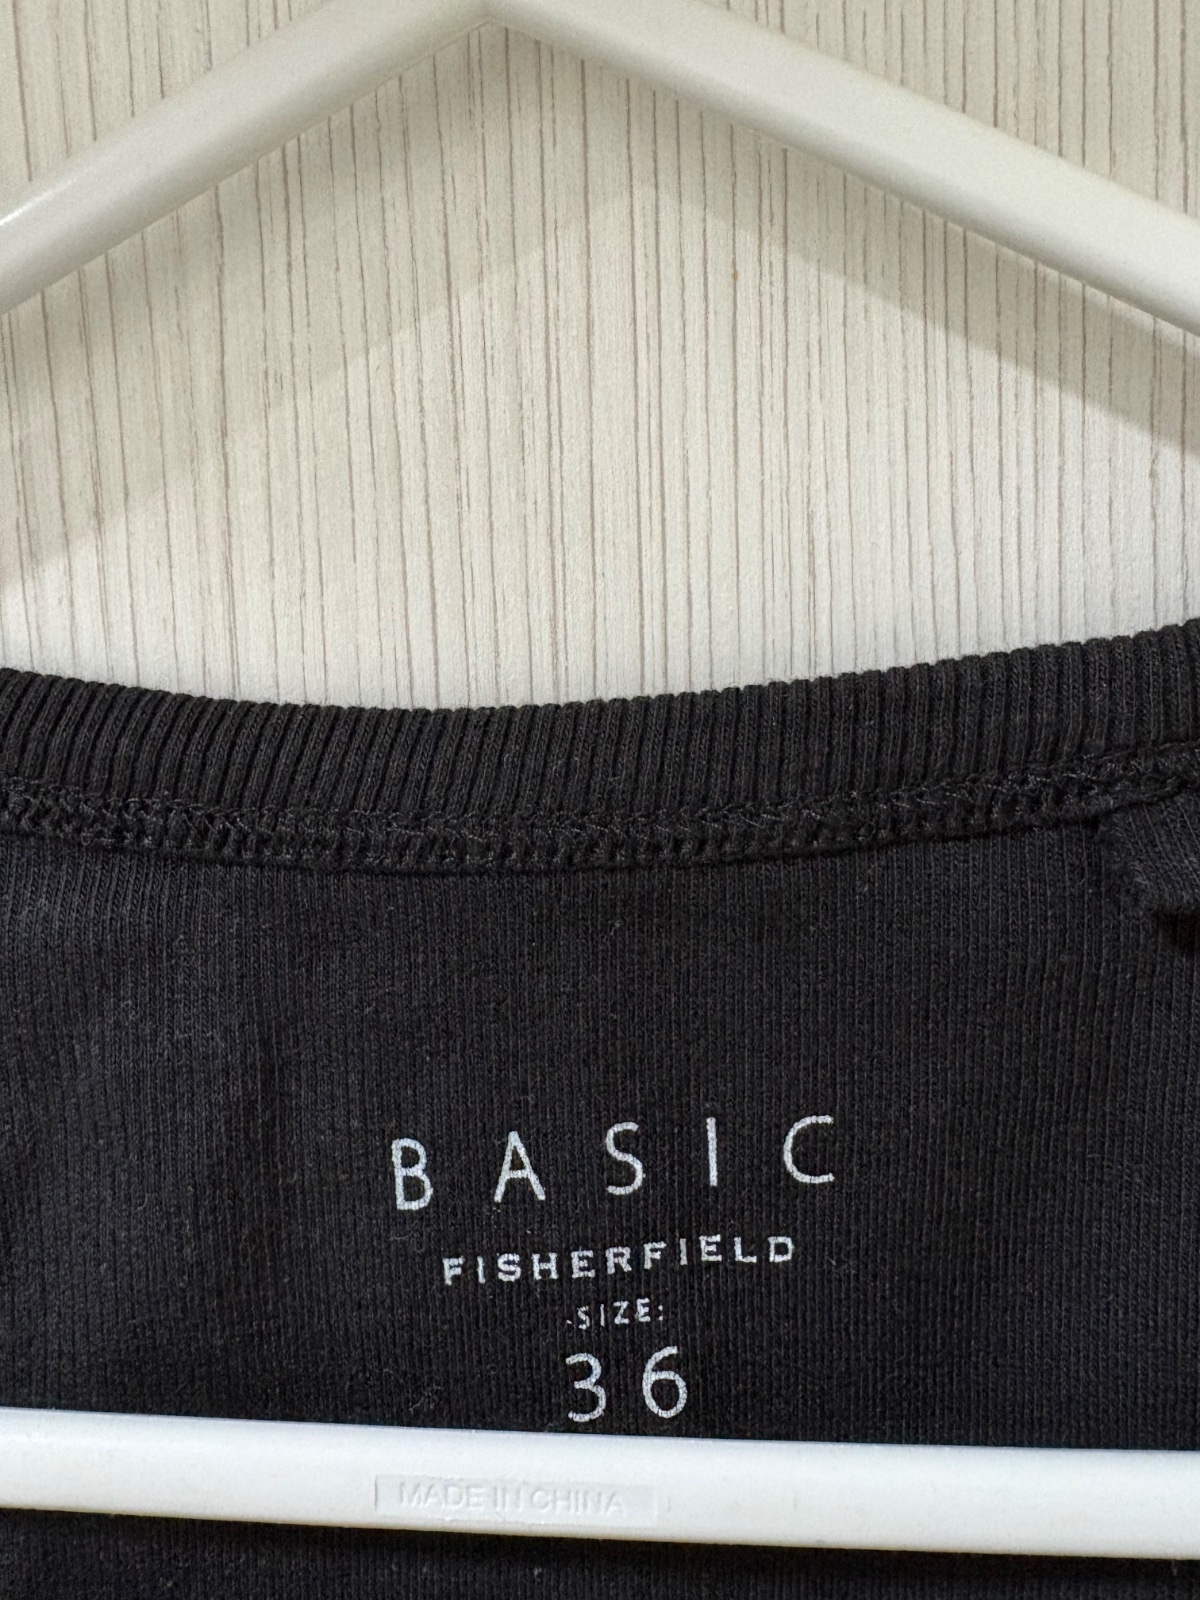 BASIC
FISHERFIELD
SIZE:
36
MADE IN CHINA